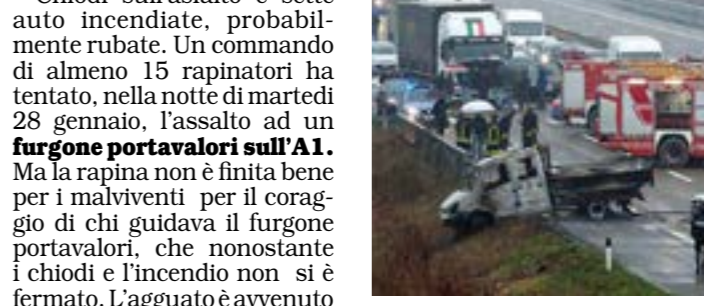 Chiodi sull'asfalto e sette
auto incendiate, probabil-
mente rubate. Un commando
di almeno 15 rapinatori ha
tentato, nella notte di martedi
28 gennaio, l'assalto ad un
furgone portavalori sull'A1.
Ma la rapina non è finita bene
per i malviventi per il corag-
gio di chi guidava il furgone
portavalori, che nonostante
i chiodi e l'incendio non si è
fermato. L'agguato è avvenuto